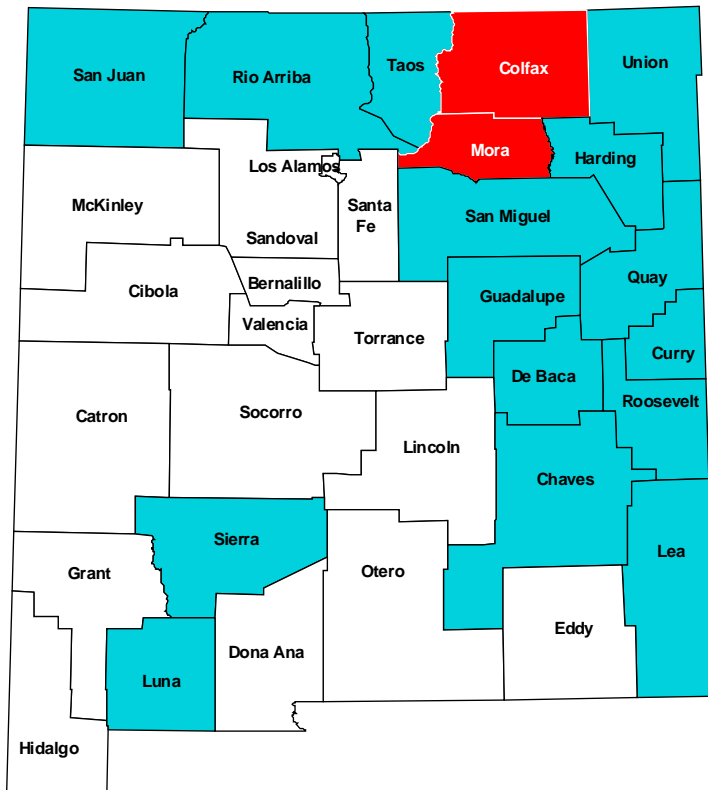 San Juan
Rio Arriba
Taos
Colfax
Union
Los Alamos
Mora
Harding
McKinley
Santa
Fe
San Miguel
Sandoval
Cibola
Bernalillo
Guadalupe
Quay
Valencia
Torrance
Curry
De Baca
Roosevelt
Catron
Socorro
Lincoln
Chaves
Sierra
Lea
Grant
Otero
Eddy
Dona Ana
Luna
Hidalgo